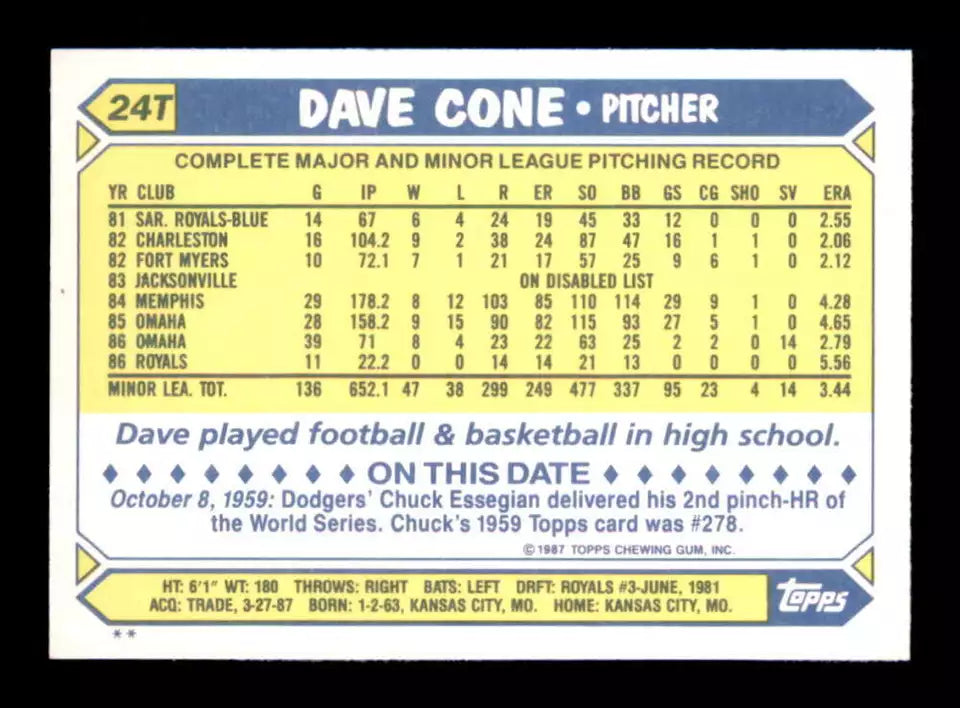 24T DAVE CONE • PITCHER
COMPLETE MAJOR AND MINOR LEAGUE PITCHING RECORD
YR CLUB G IP W L R ER SO BB GS CG SHO SV ERA
81 SAR. ROYALS-BLUE 14 67 6 4 24 19 45 33 12 0 0 0 2.55
82 CHARLESTON 16 104.2 9 2 38 24 87 47 16 1 1 0 2.06
82 FORT MYERS 10 72.1 7 1 21 17 57 25 9 6 1 0 2.12
83 JACKSONVILLE ON DISABLED LIST
84 MEMPHIS 29 178.2 8 12 103 85 110 114 29 9 1 0 4.28
85 OMAHA 28 158.2 9 15 90 82 115 93 27 5 1 0 4.65
86 OMAHA 39 71 8 4 23 22 63 25 2 2 0 14 2.79
86 ROYALS 11 22.2 0 0 14 14 21 13 0 0 0 0 5.56
MINOR LEA. TOT. 136 652.1 47 38 299 249 477 337 95 23 4 14 3.44
Dave played football & basketball in high school.
ON THIS DATE
October 8, 1959: Dodgers' Chuck Essegian delivered his 2nd pinch-HR of
the World Series. Chuck's 1959 Topps card was #278.
©1987 TOPPS CHEWING GUM, INC.
HT: 6'1" WT: 180 THROWS: RIGHT BATS: LEFT DRFT: ROYALS #3-JUNE, 1981
ACQ: TRADE, 3-27-87 BORN: 1-2-63, KANSAS CITY, MO. HOME: KANSAS CITY, MO.
topps
**